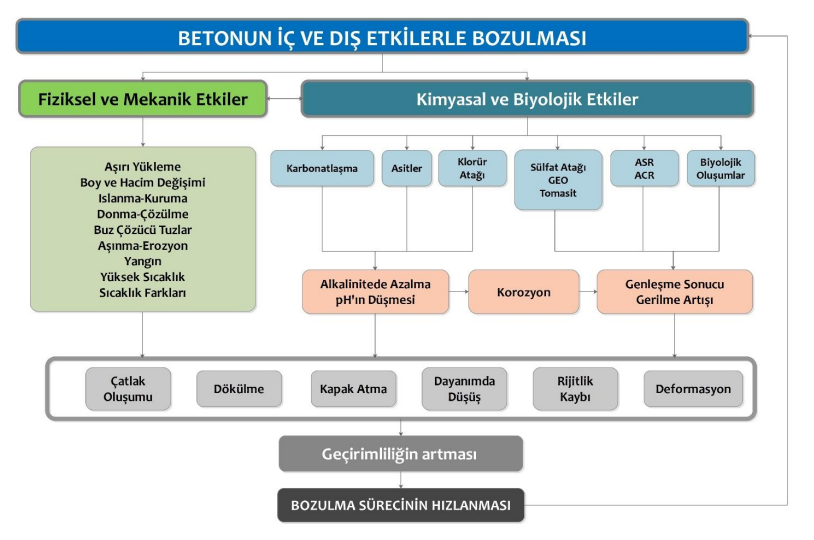 BETONUN İÇ VE DIŞ ETKİLERLE BOZULMASI
Fiziksel ve Mekanik Etkiler
Kimyasal ve Biyolojik Etkiler
Aşırı Yükleme
Boy ve Hacim Değişimi
Islanma-Kuruma
Donma-Çözülme
Buz Çözücü Tuzlar
Aşınma-Erozyon
Yangın
Yüksek Sıcaklık
Sıcaklık Farkları
Karbonatlaşma
Asitler
Klorür
Atağı
Sülfat Atağı
GEO
Tomasit
ASR
ACR
Biyolojik
Oluşumlar
Alkalinitede Azalma
pH'ın Düşmesi
Korozyon
Genleşme Sonucu
Gerilme Artışı
Çatlak
Oluşumu
Dökülme
Kapak Atma
Dayanımda
Düşüş
Rijitlik
Kaybı
Deformasyon
Geçirimliliğin artması
BOZULMA SÜRECİNİN HIZLANMASI